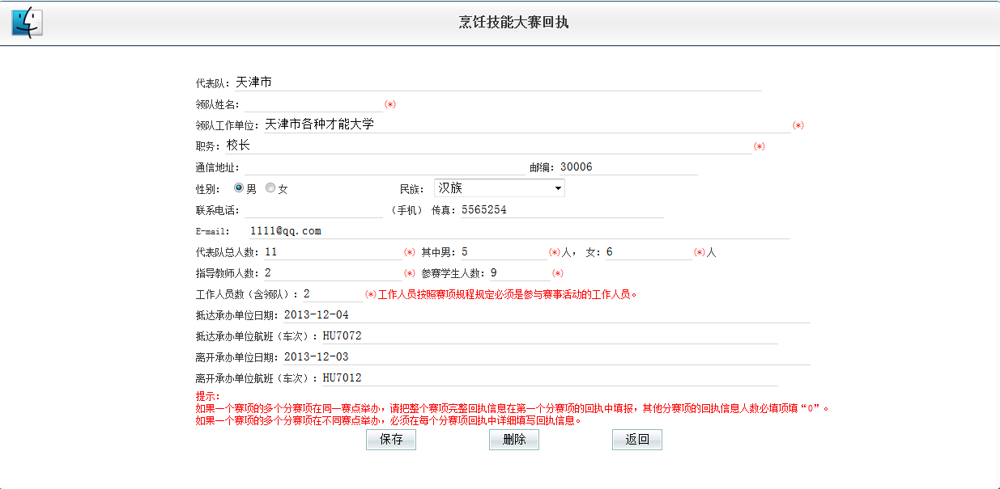 烹饪技能大赛回执
代表队：天津市
领队姓名： (*)
领队工作单位：天津市各种才能大学 (*)
职务：校长 (*)
通信地址： 邮编：30006
性别： 男 女 民族： 汉族
联系电话： （手机） 传真：5565254
E-mail： 1111@qq.com
代表队总人数：11 (*) 其中男：5 (*)人， 女：6 (*)人
指导教师人数：2 (*) 参赛学生人数：9 (*)
工作人员数（含领队）：2 (*)工作人员按照赛项规程规定必须是参与赛事活动的工作人员。
抵达承办单位日期：2013-12-04
抵达承办单位航班（车次）：HU7072
离开承办单位日期：2013-12-03
离开承办单位航班（车次）：HU7012
提示：
如果一个赛项的多个分赛项在同一赛点举办，请把整个赛项完整回执信息在第一个分赛项的回执中填报，其他分赛项的回执信息人数必填项填“0”。
如果一个赛项的多个分赛项在不同赛点举办，必须在每个分赛项回执中详细填写回执信息。
保存 删除 返回